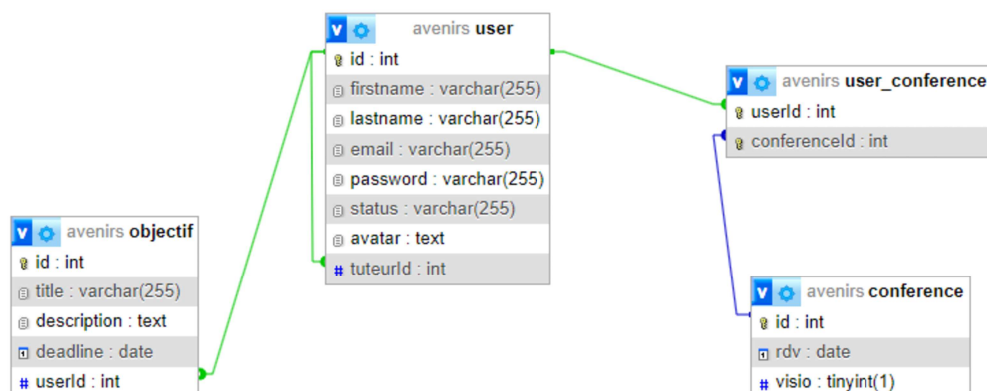 avenirs user
id : int
firstname : varchar(255)
lastname : varchar(255)
email : varchar(255)
password : varchar(255)
status : varchar(255)
avatar : text
# tuteurId : int
avenirs user_conference
userId : int
conferenceId : int
avenirs objectif
id : int
title : varchar(255)
description : text
deadline : date
# userId : int
avenirs conference
id : int
rdv : date
# visio : tinyint(1)